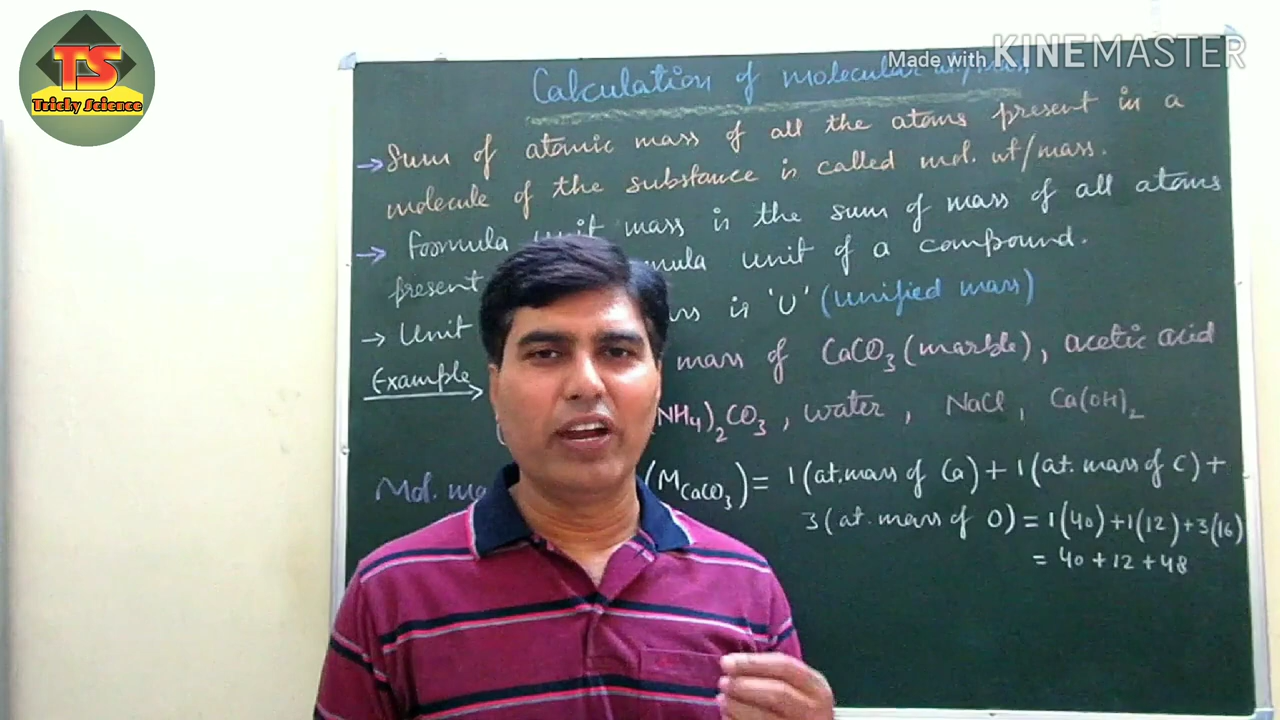 TS
Tricky Science
Made with KINEMASTER
Calculation of molecular
→ Sum of atomic mass of all the atoms present in a
molecule of the substance is called mol. wt/mass.
→ Formula unit mass is the sum of mass of all atoms
present mula unit of a compound.
→ Unit ss is 'U' (Unified mass)
Example mass of CaCO3 (marble), acetic acid
(NH4)2CO3, water, NaCl, Ca(OH)2
Mol. ma (MCaCO3) = 1 (at. mass of Ca) + 1 (at. mass of C) +
3 (at. mass of O) = 1(40) + 1(12) + 3(16)
= 40 + 12 + 48